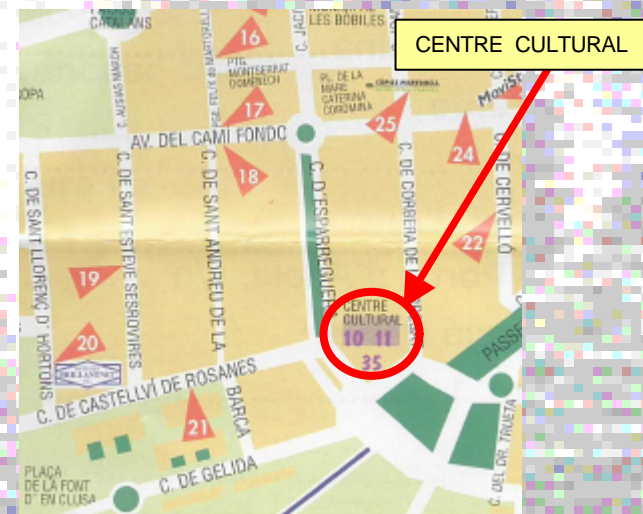 CATALANS
16
LES BÒBILES
CENTRE CULTURAL
PTG.
MONTSERRAT
DOMÈNECH
PL. DE LA
MARE
CATERINA
COROMINA
MoviSt
17
25
AV. DEL CAMÍ FONDO
24
18
C. DE SANT LLORENÇ D'HORTONS
C. DE SANT ESTEVE SESROVIRES
C. DE SANT ANDREU DE LA
BARCA
C. D'ESPARREGUERA
C. DE CORBERA DE
C. DE CERVELLÓ
22
19
20
CENTRE
CULTURAL
10 11
35
PASSE
C. DE CASTELLVÍ DE ROSANES
21
C. DE GELIDA
C. DEL DR. TRUETA
PLAÇA
DE LA FONT
D'EN CLUSA